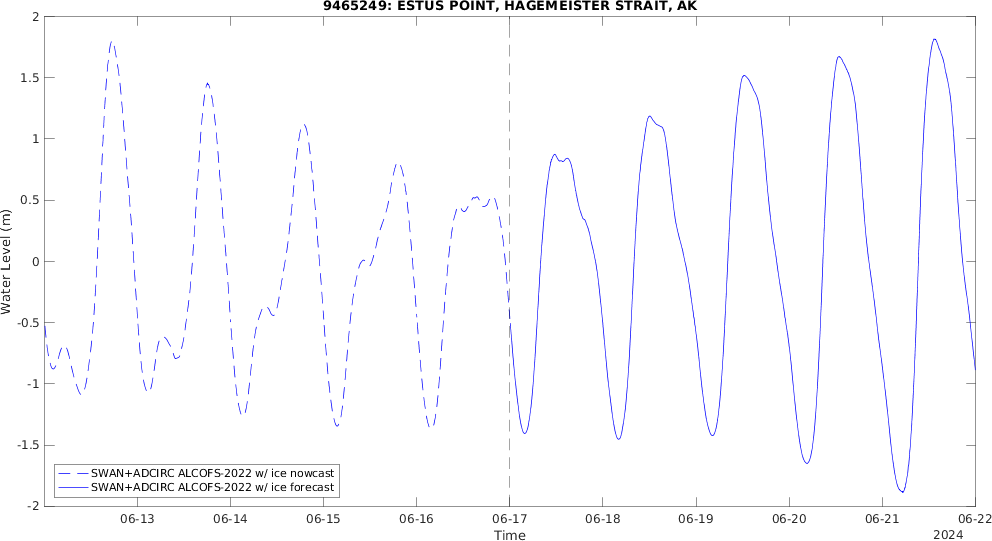 9465249: ESTUS POINT, HAGEMEISTER STRAIT, AK
2
1.5
1
0.5
0
-0.5
-1
-1.5
-2
Water Level (m)
SWAN+ADCIRC ALCOFS-2022 w/ ice nowcast
SWAN+ADCIRC ALCOFS-2022 w/ ice forecast
06-13 06-14 06-15 06-16 06-17 06-18 06-19 06-20 06-21 06-22
Time
2024